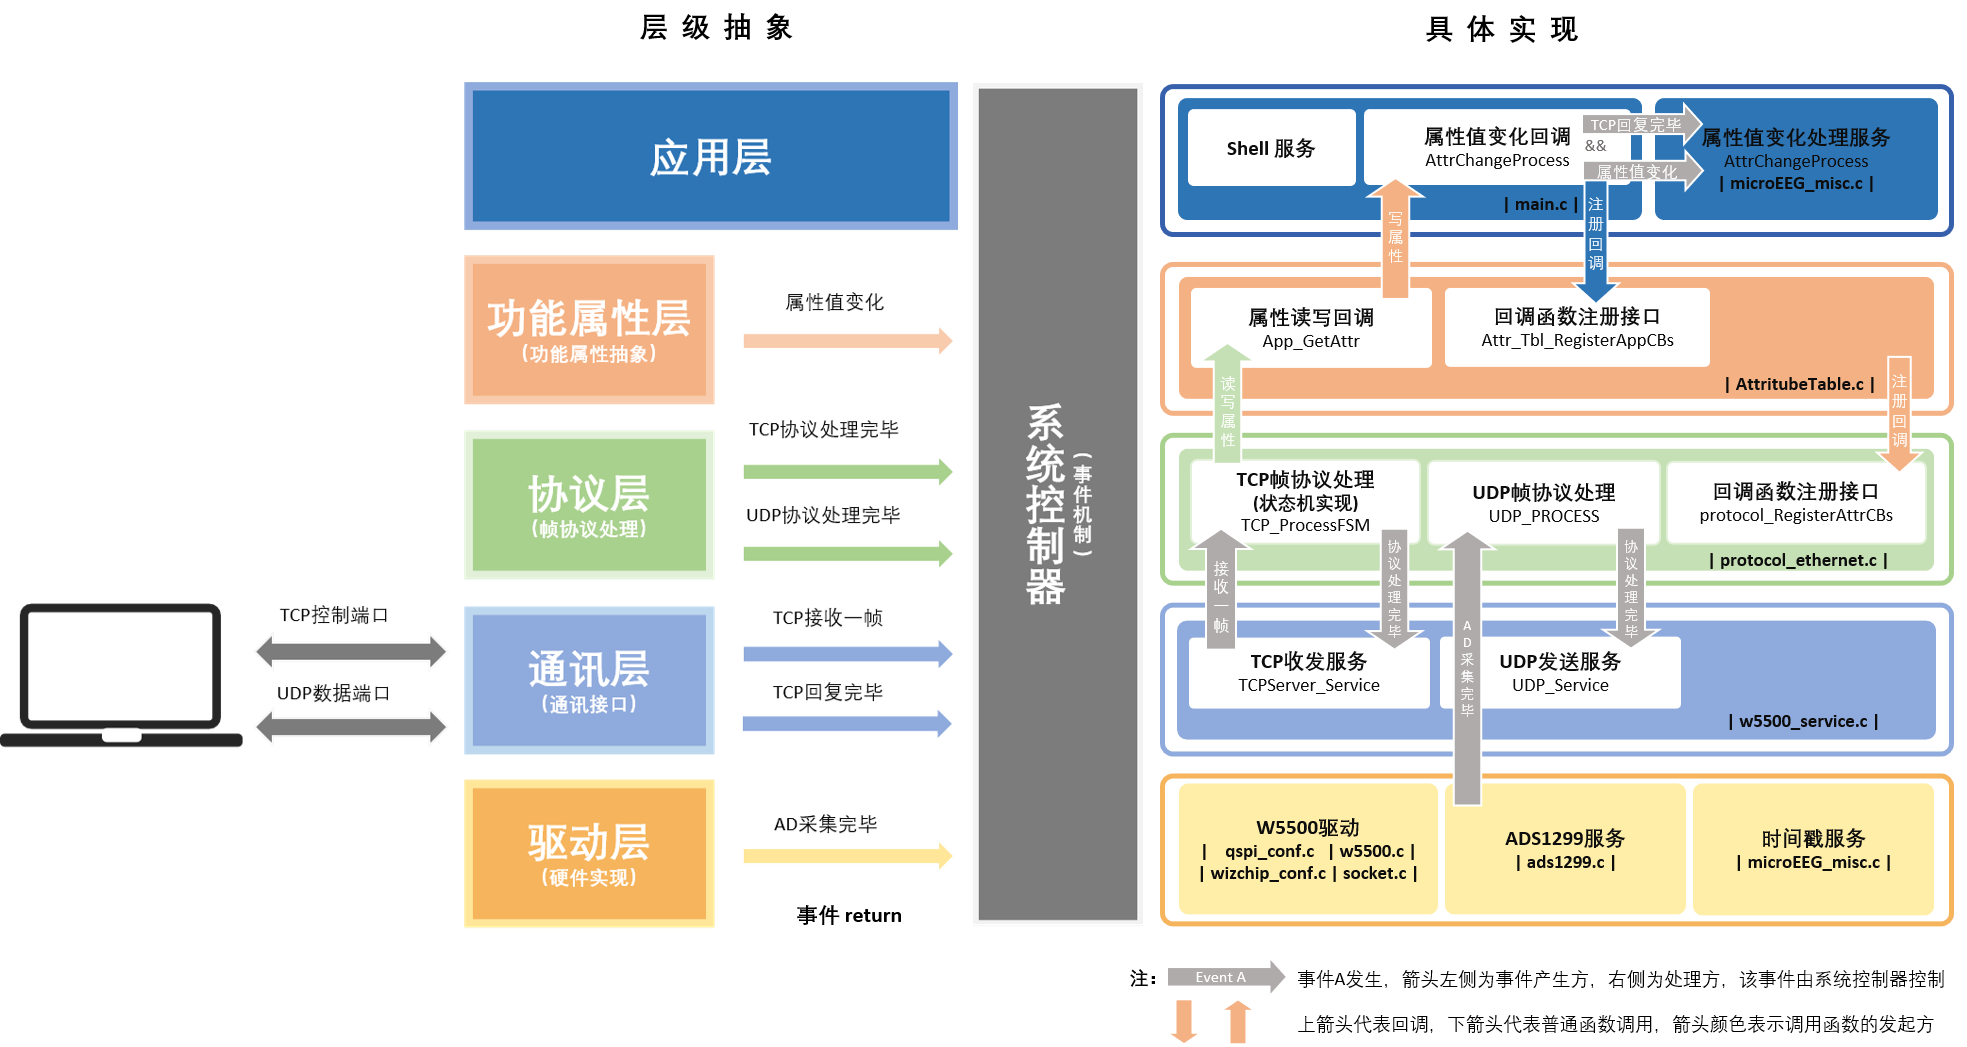 层 级 抽 象
具 体 实 现
应用层
功能属性层
(功能属性抽象)
属性值变化
协议层
(帧协议处理)
TCP协议处理完毕
UDP协议处理完毕
TCP控制端口
UDP数据端口
通讯层
(通讯接口)
TCP接收一帧
TCP回复完毕
驱动层
(硬件实现)
AD采集完毕
事件 return
系统控制器
(事件机制)
Shell 服务
属性值变化回调
AttrChangeProcess
| main.c |
TCP回复完毕
&&
属性值变化
属性值变化处理服务
AttrChangeProcess
| microEEG_misc.c |
写属性
注册回调
属性读写回调
App_GetAttr
回调函数注册接口
Attr_Tbl_RegisterAppCBs
| AttritubeTable.c |
读写属性
注册回调
TCP帧协议处理
(状态机实现)
TCP_ProcessFSM
UDP帧协议处理
UDP_PROCESS
回调函数注册接口
protocol_RegisterAttrCBs
| protocol_ethernet.c |
接收一帧
协议处理完毕
AD采集完毕
协议处理完毕
TCP收发服务
TCPServer_Service
UDP发送服务
UDP_Service
| w5500_service.c |
W5500驱动
| qspi_conf.c | w5500.c |
| wizchip_conf.c | socket.c |
ADS1299服务
| ads1299.c |
时间戳服务
| microEEG_misc.c |
注： Event A 事件A发生，箭头左侧为事件产生方，右侧为处理方，该事件由系统控制器控制
上箭头代表回调，下箭头代表普通函数调用，箭头颜色表示调用函数的发起方